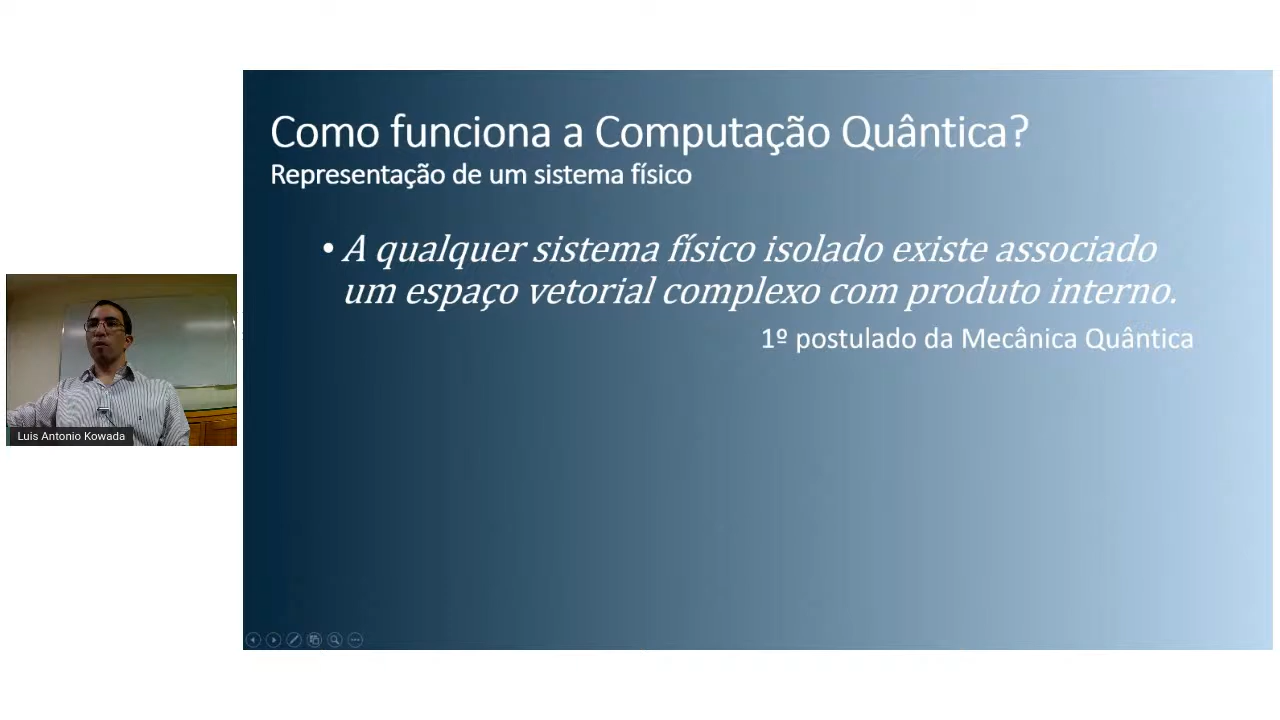 Como funciona a Computação Quântica?
Representação de um sistema físico
• A qualquer sistema físico isolado existe associado
um espaço vetorial complexo com produto interno.
1º postulado da Mecânica Quântica
Luis Antonio Kowada